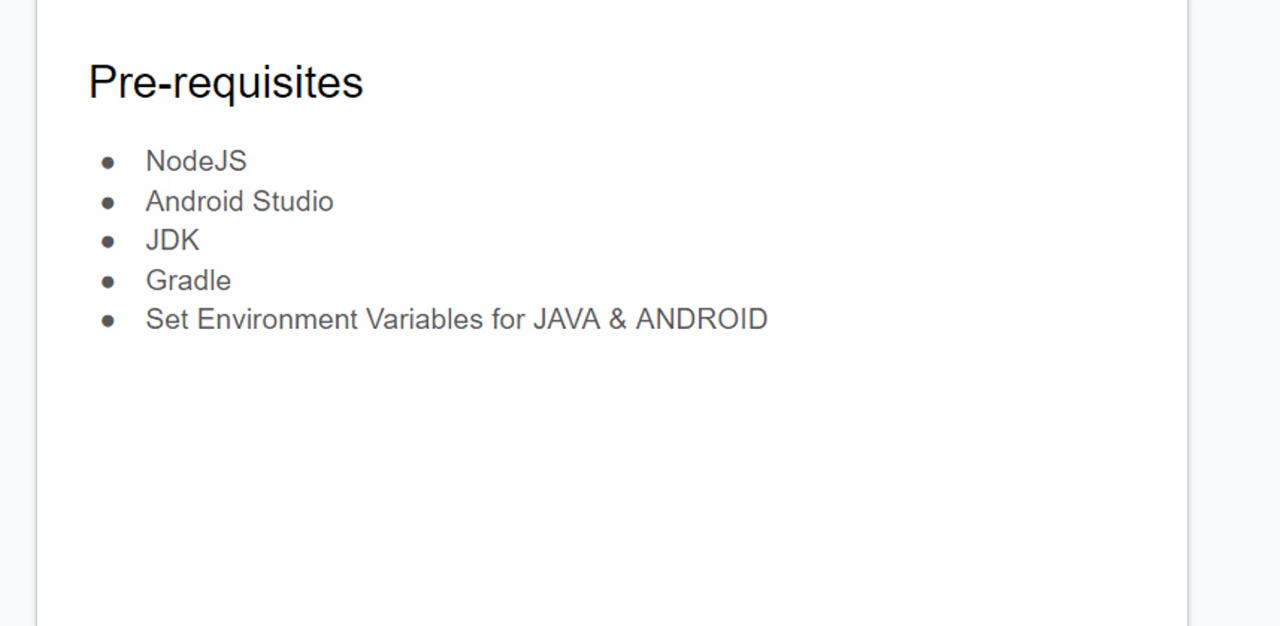 Pre-requisites
● NodeJS
● Android Studio
● JDK
● Gradle
● Set Environment Variables for JAVA & ANDROID